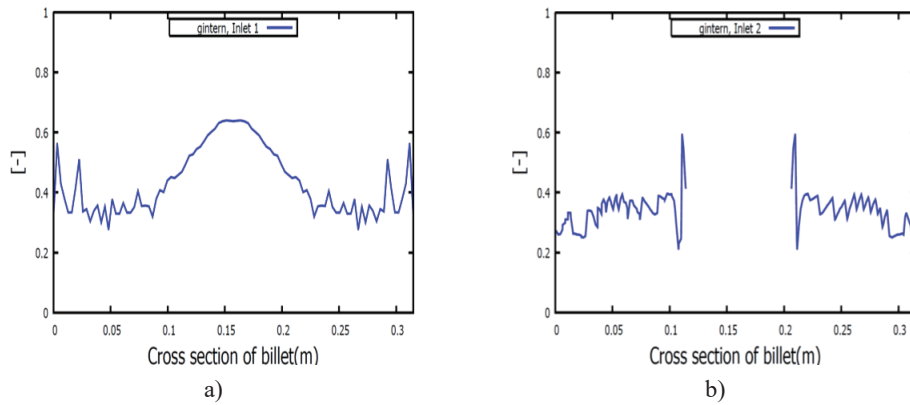 gintern, Inlet 1
1
0.8
0.6
0.4
0.2
0
[-]
0 0.05 0.1 0.15 0.2 0.25 0.3
Cross section of billet(m)
a)
gintern, Inlet 2
1
0.8
0.6
0.4
0.2
0
[-]
0 0.05 0.1 0.15 0.2 0.25 0.3
Cross section of billet(m)
b)